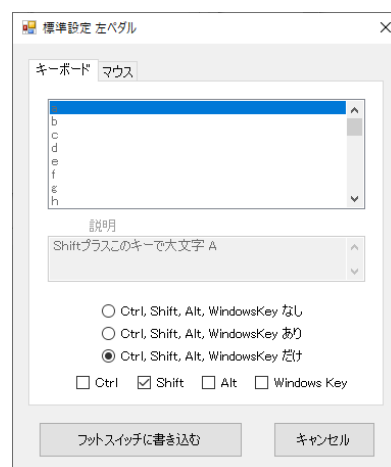 標準設定 左ペダル
キーボード マウス
a
b
c
d
e
f
g
h
説明
Shiftプラスこのキーで大文字 A
Ctrl, Shift, Alt, WindowsKey なし
Ctrl, Shift, Alt, WindowsKey あり
Ctrl, Shift, Alt, WindowsKey だけ
Ctrl Shift Alt Windows Key
フットスイッチに書き込む キャンセル